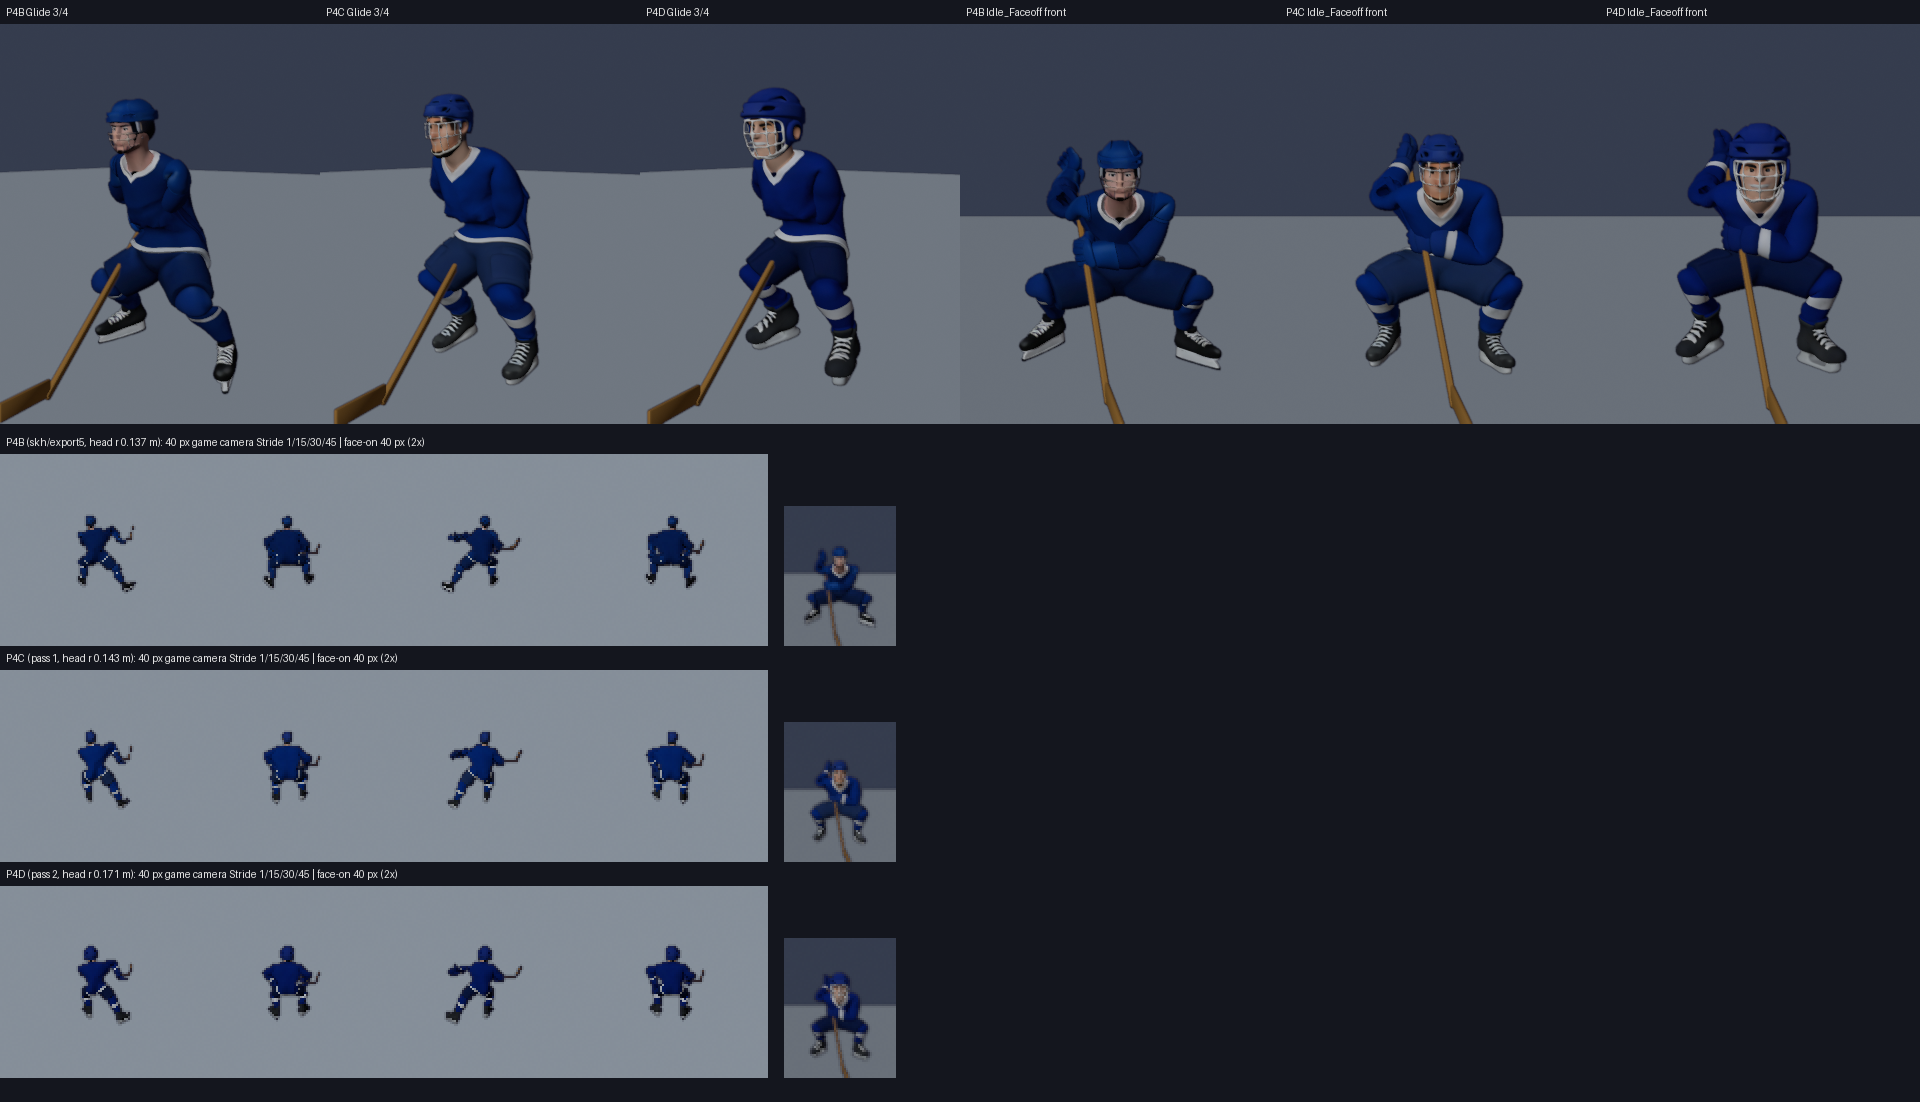 P4B Glide 3/4
P4C Glide 3/4
P4D Glide 3/4
P4B Idle_Faceoff front
P4C Idle_Faceoff front
P4D Idle_Faceoff front
P4B (skh/export5, head r 0.137 m): 40 px game camera Stride 1/15/30/45 | face-on 40 px (2x)
P4C (pass 1, head r 0.143 m): 40 px game camera Stride 1/15/30/45 | face-on 40 px (2x)
P4D (pass 2, head r 0.171 m): 40 px game camera Stride 1/15/30/45 | face-on 40 px (2x)